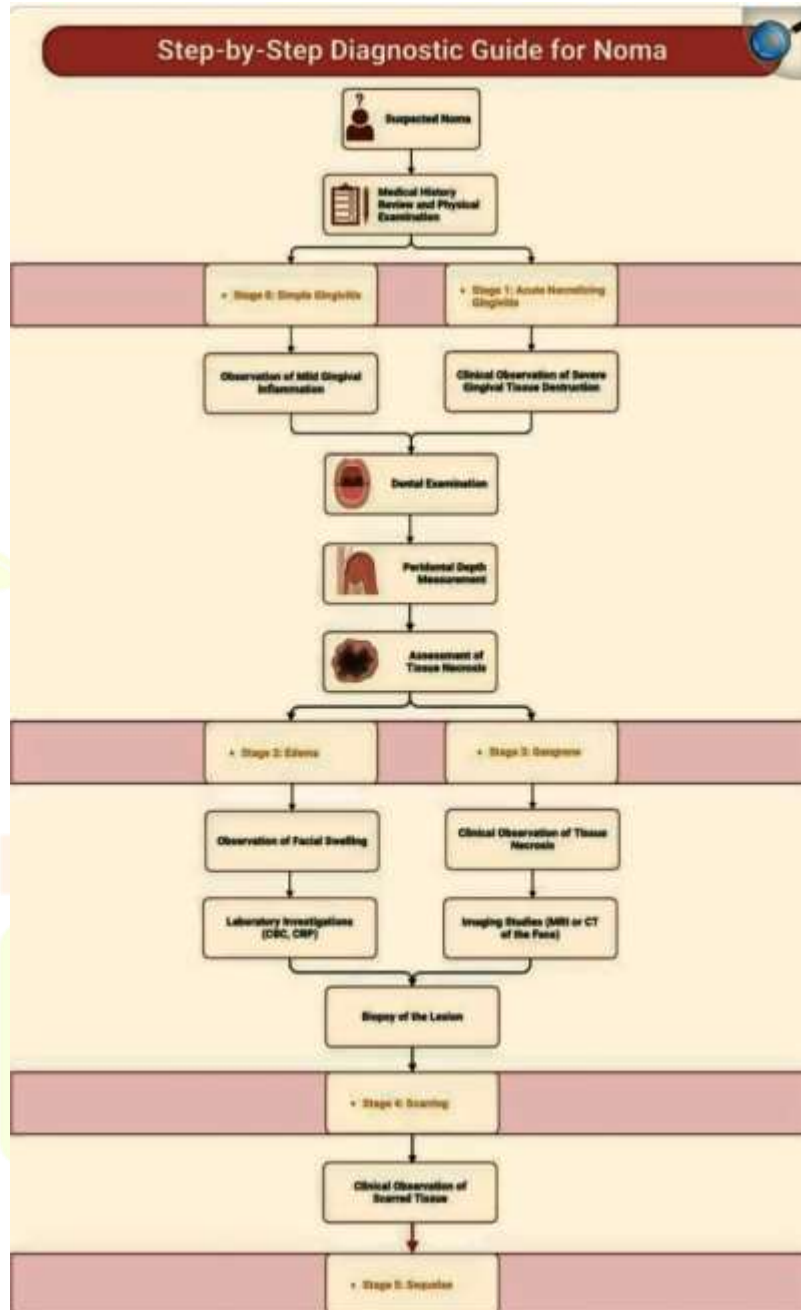 Step-by-Step Diagnostic Guide for Noma
?
Suspected Noma
Medical History
Review and Physical
Examination
• Stage 0: Simple Gingivitis
• Stage 1: Acute Necrotizing
Gingivitis
Observation of Mild Gingival
Inflammation
Clinical Observation of Severe
Gingival Tissue Destruction
Dental Examination
Peridental Depth
Measurement
Assessment of
Tissue Necrosis
• Stage 2: Edema
• Stage 3: Gangrene
Observation of Facial Swelling
Clinical Observation of Tissue
Necrosis
Laboratory Investigations
(CBC, CRP)
Imaging Studies (MRI or CT
of the Face)
Biopsy of the Lesion
• Stage 4: Scarring
Clinical Observation of
Scarred Tissue
• Stage 5: Sequelae